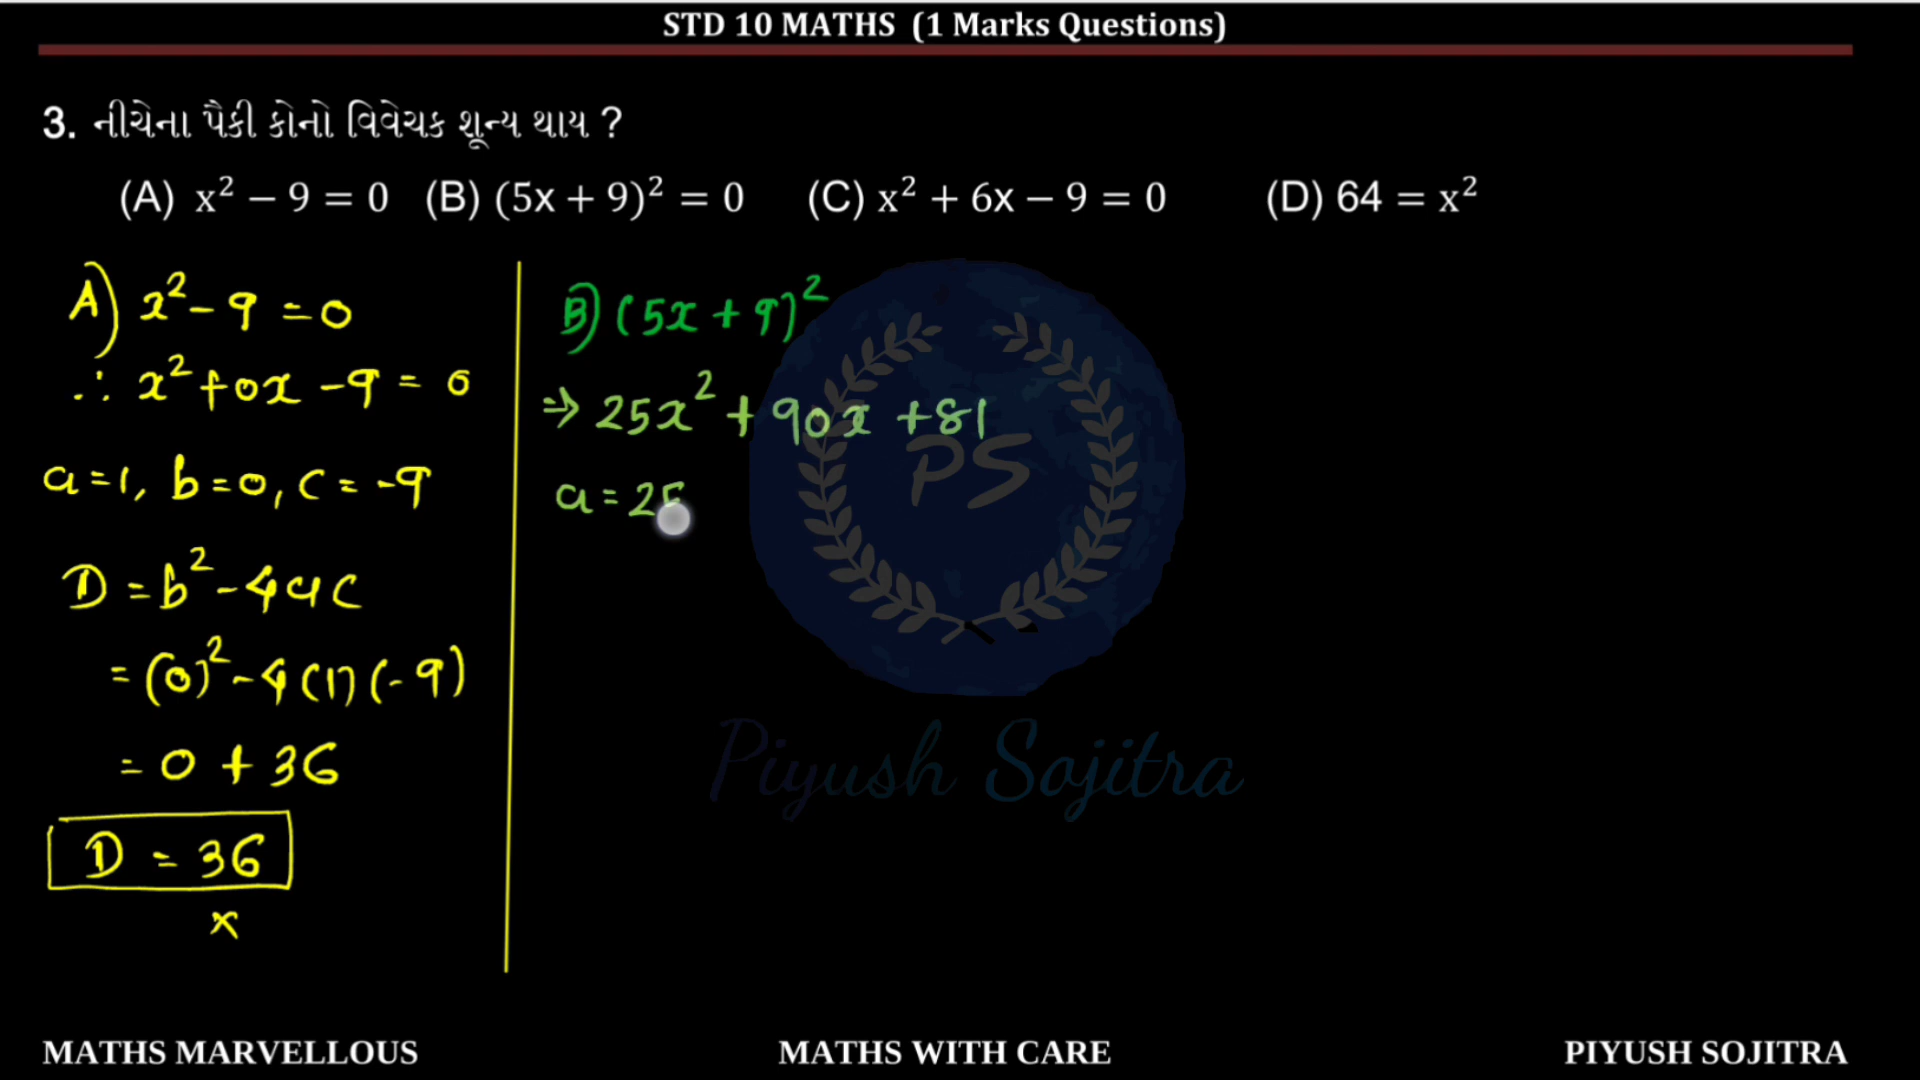 STD 10 MATHS (1 Marks Questions)
3. નીચેના પૈકી કોનો વિવેચક શૂન્ય થાય ?
(A) x² − 9 = 0 (B) (5x + 9)² = 0 (C) x² + 6x − 9 = 0 (D) 64 = x²
A) x² - 9 = 0
∴ x² + 0x - 9 = 0
a = 1, b = 0, c = -9
D = b² - 4ac
= (0)² - 4(1)(-9)
= 0 + 36
D = 36
x
B) (5x + 9)²
⇒ 25x² + 90x + 81
a = 25
PS
Piyush Sojitra
MATHS MARVELLOUS MATHS WITH CARE PIYUSH SOJITRA